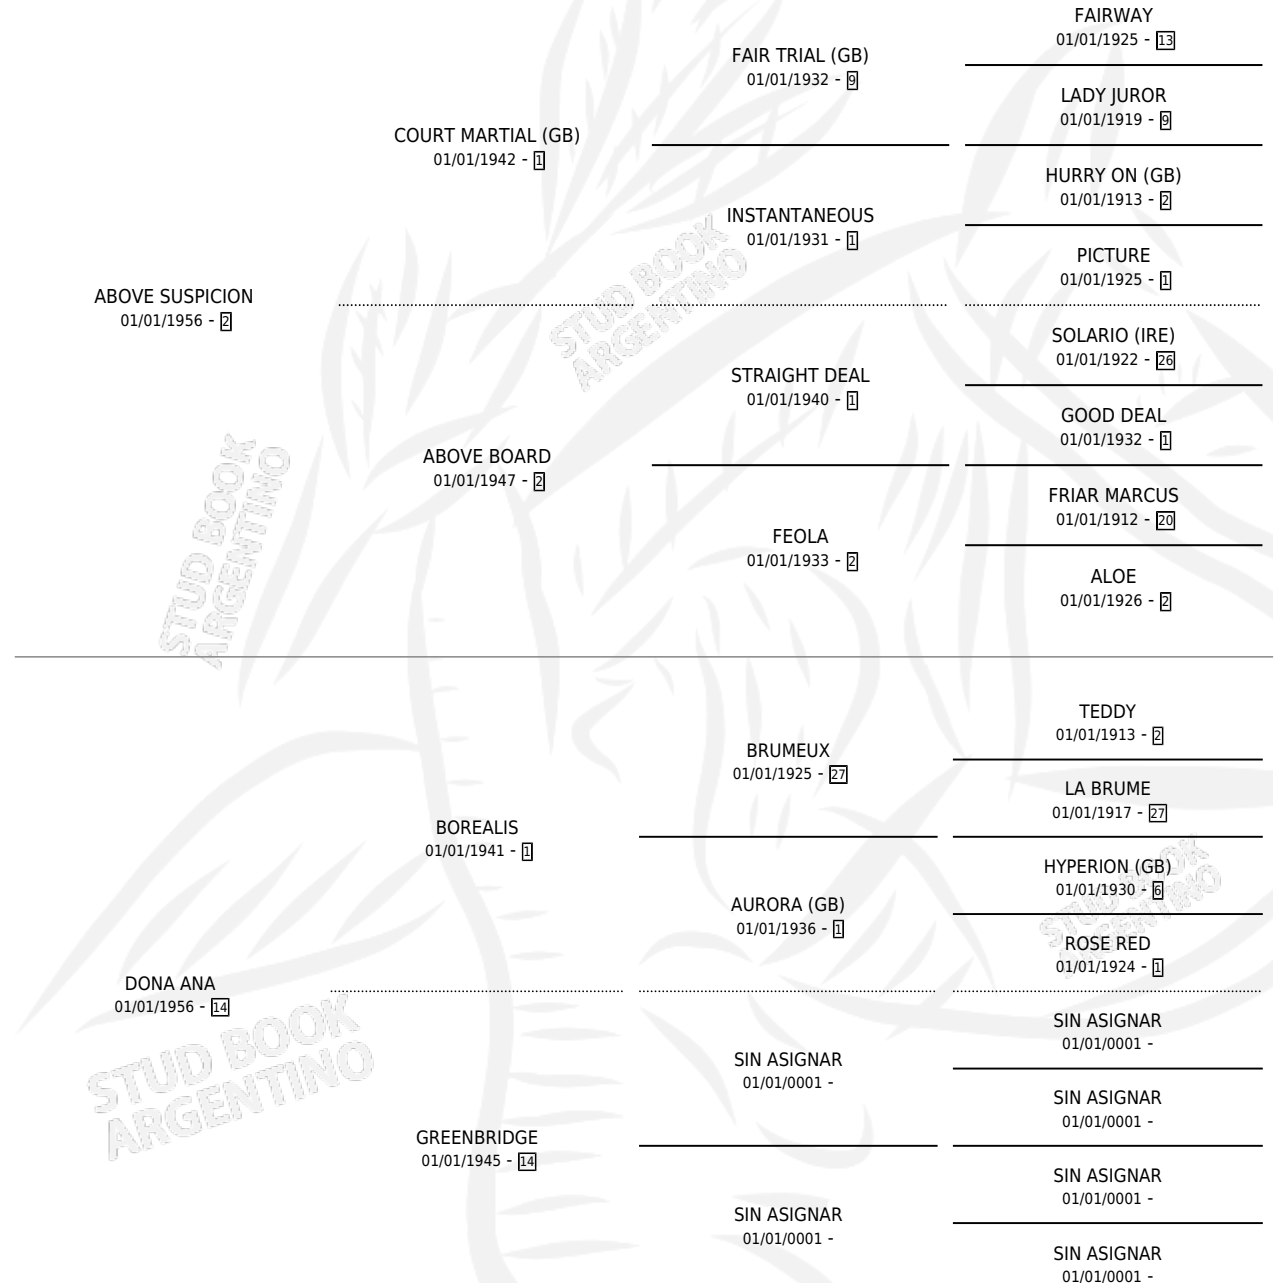 FAIRWAY
01/01/1925 - 13
FAIR TRIAL (GB)
01/01/1932 - 9
LADY JUROR
01/01/1919 - 9
COURT MARTIAL (GB)
01/01/1942 - 1
HURRY ON (GB)
01/01/1913 - 2
INSTANTANEOUS
01/01/1931 - 1
PICTURE
01/01/1925 - 1
ABOVE SUSPICION
01/01/1956 - 2
SOLARIO (IRE)
01/01/1922 - 26
STRAIGHT DEAL
01/01/1940 - 1
GOOD DEAL
01/01/1932 - 1
ABOVE BOARD
01/01/1947 - 2
FRIAR MARCUS
01/01/1912 - 20
FEOLA
01/01/1933 - 2
ALOE
01/01/1926 - 2
TEDDY
01/01/1913 - 2
BRUMEUX
01/01/1925 - 27
LA BRUME
01/01/1917 - 27
BOREALIS
01/01/1941 - 1
HYPERION (GB)
01/01/1930 - 6
AURORA (GB)
01/01/1936 - 1
ROSE RED
01/01/1924 - 1
DONA ANA
01/01/1956 - 14
SIN ASIGNAR
01/01/0001 -
SIN ASIGNAR
01/01/0001 -
SIN ASIGNAR
01/01/0001 -
GREENBRIDGE
01/01/1945 - 14
SIN ASIGNAR
01/01/0001 -
SIN ASIGNAR
01/01/0001 -
SIN ASIGNAR
01/01/0001 -
STUD BOOK
ARGENTINO
STUD BOOK
ARGENTINO
STUD BOOK
ARGENTINO
STUD BOOK
ARGENTINO